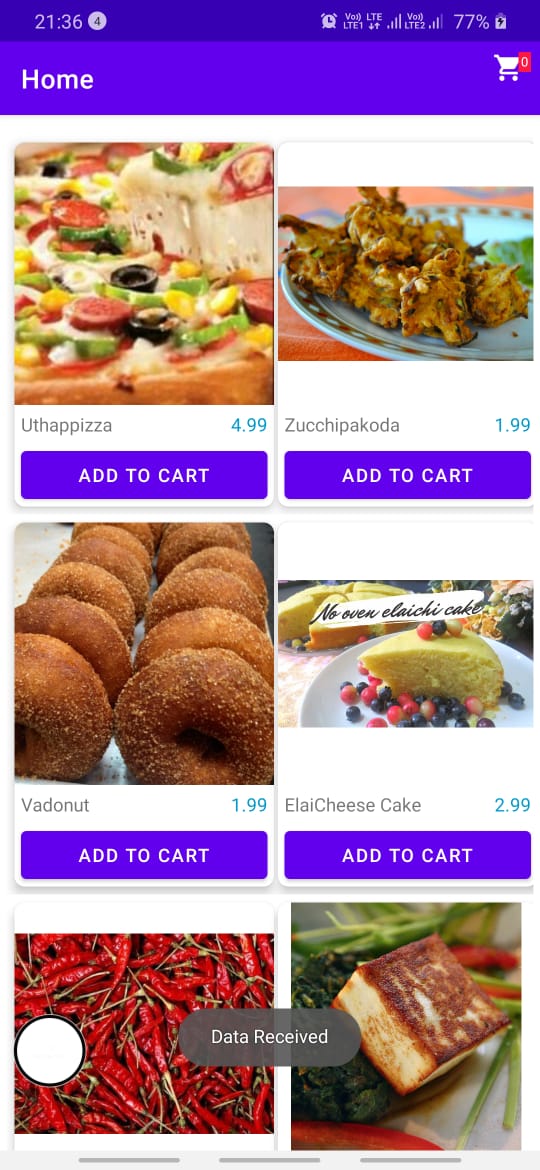 21:36 4 Vo)) LTE1 LTE Vo)) LTE2 77%
Home
0
Uthappizza 4.99
Zucchipakoda 1.99
ADD TO CART
ADD TO CART
No oven elaichi cake
Vadonut 1.99
ElaiCheese Cake 2.99
ADD TO CART
ADD TO CART
Data Received